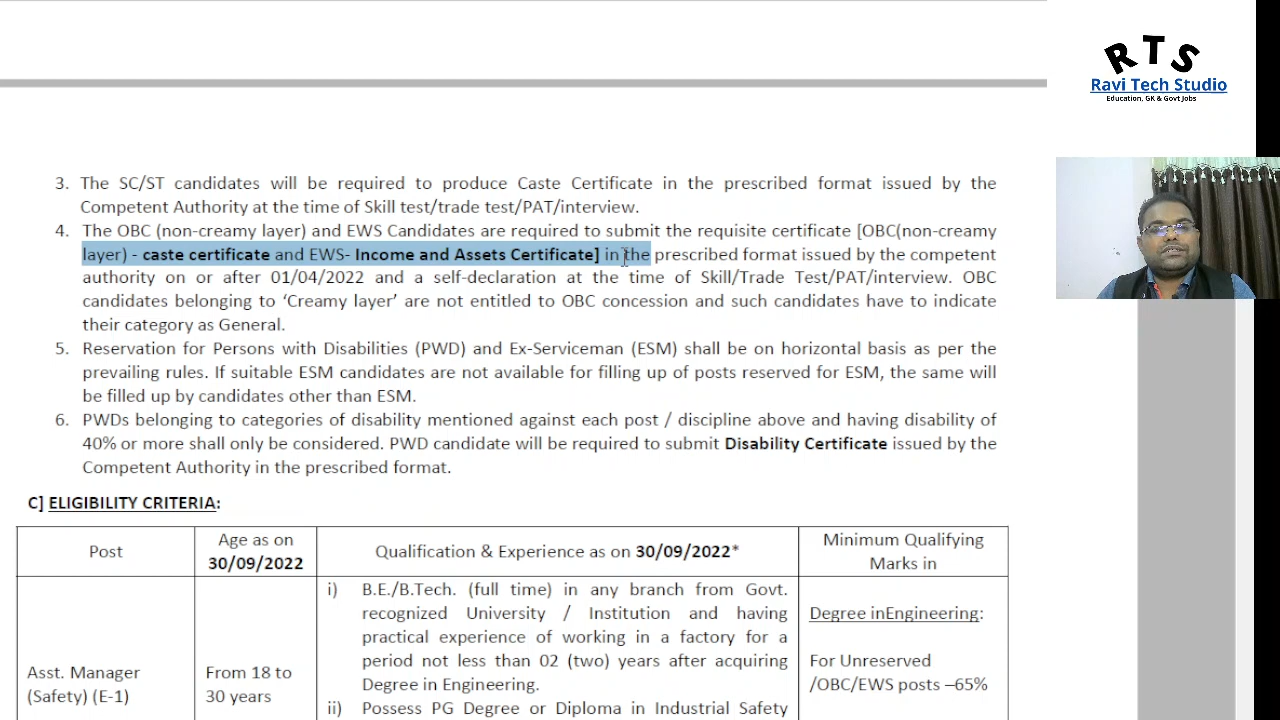 RTS
Ravi Tech Studio
Education, GK & Govt Jobs
3. The SC/ST candidates will be required to produce Caste Certificate in the prescribed format issued by the
Competent Authority at the time of Skill test/trade test/PAT/interview.
4. The OBC (non-creamy layer) and EWS Candidates are required to submit the requisite certificate [OBC(non-creamy
layer) - caste certificate and EWS- Income and Assets Certificate] in the prescribed format issued by the competent
authority on or after 01/04/2022 and a self-declaration at the time of Skill/Trade Test/PAT/interview. OBC
candidates belonging to ‘Creamy layer’ are not entitled to OBC concession and such candidates have to indicate
their category as General.
5. Reservation for Persons with Disabilities (PWD) and Ex-Serviceman (ESM) shall be on horizontal basis as per the
prevailing rules. If suitable ESM candidates are not available for filling up of posts reserved for ESM, the same will
be filled up by candidates other than ESM.
6. PWDs belonging to categories of disability mentioned against each post / discipline above and having disability of
40% or more shall only be considered. PWD candidate will be required to submit Disability Certificate issued by the
Competent Authority in the prescribed format.
C] ELIGIBILITY CRITERIA:
Post
Age as on
30/09/2022
Qualification & Experience as on 30/09/2022*
Minimum Qualifying
Marks in
Asst. Manager
(Safety) (E-1)
From 18 to
30 years
i) B.E./B.Tech. (full time) in any branch from Govt.
recognized University / Institution and having
practical experience of working in a factory for a
period not less than 02 (two) years after acquiring
Degree in Engineering.
ii) Possess PG Degree or Diploma in Industrial Safety
Degree inEngineering:
For Unreserved
/OBC/EWS posts –65%